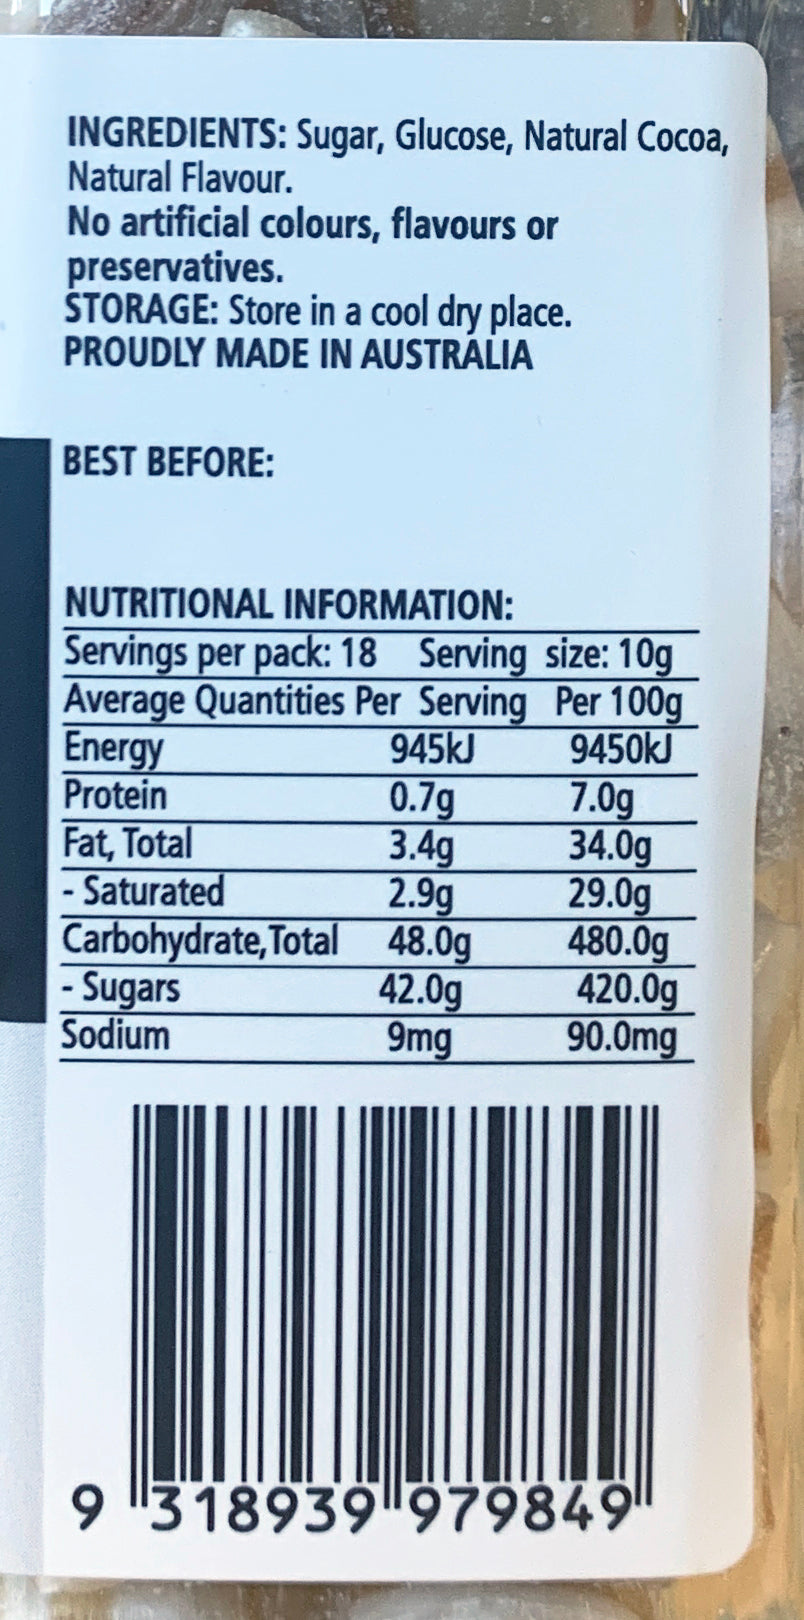 INGREDIENTS: Sugar, Glucose, Natural Cocoa,
Natural Flavour.
No artificial colours, flavours or
preservatives.
STORAGE: Store in a cool dry place.
PROUDLY MADE IN AUSTRALIA
BEST BEFORE:
NUTRITIONAL INFORMATION:
Servings per pack: 18 Serving size: 10g
Average Quantities Per Serving Per 100g
Energy 945kJ 9450kJ
Protein 0.7g 7.0g
Fat, Total 3.4g 34.0g
- Saturated 2.9g 29.0g
Carbohydrate,Total 48.0g 480.0g
- Sugars 42.0g 420.0g
Sodium 9mg 90.0mg
9 318939 979849